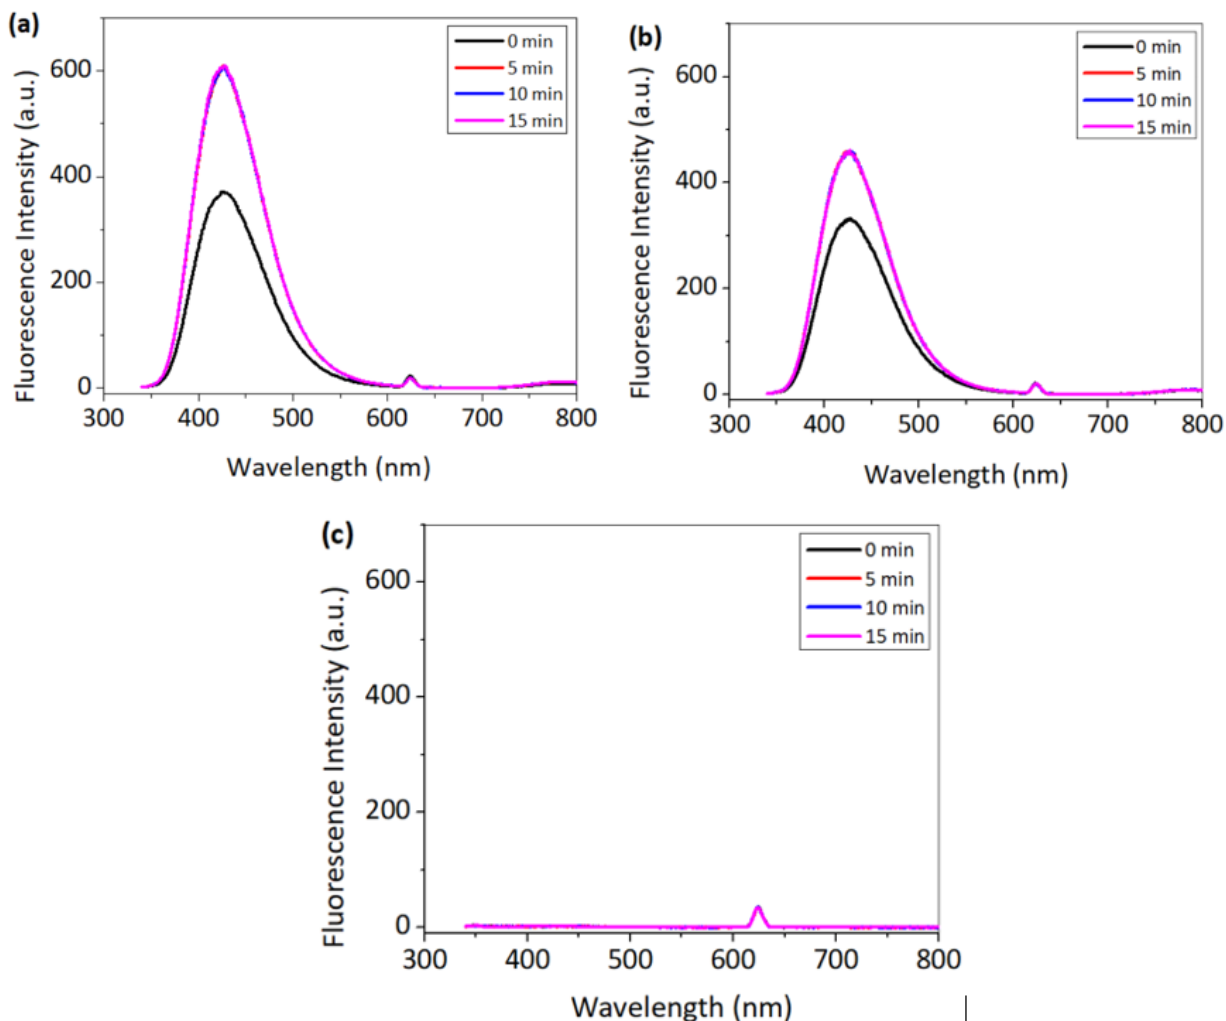 (a)
0 min
5 min
10 min
15 min
Fluorescence Intensity (a.u.)
600
400
200
0
300 400 500 600 700 800
Wavelength (nm)
(b)
0 min
5 min
10 min
15 min
Fluorescence Intensity (a.u.)
600
400
200
0
300 400 500 600 700 800
Wavelength (nm)
(c)
0 min
5 min
10 min
15 min
Fluorescence Intensity (a.u.)
600
400
200
0
300 400 500 600 700 800
Wavelength (nm)